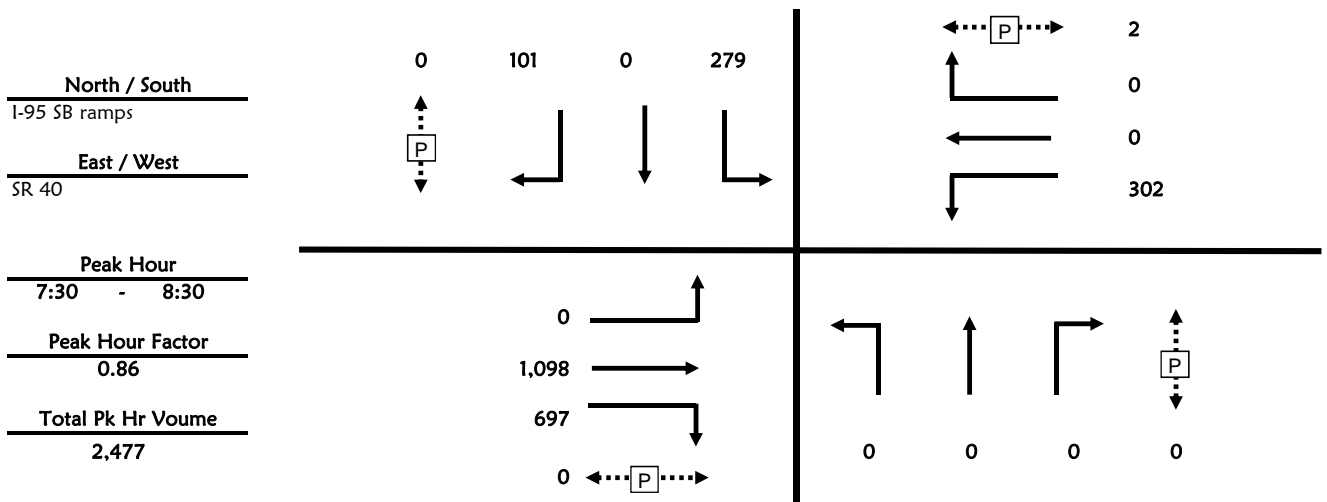 North / South
I-95 SB ramps
East / West
SR 40
Peak Hour
7:30 - 8:30
Peak Hour Factor
0.86
Total Pk Hr Voume
2,477
0 101 0 279
P
P 2
0
0
302
0
1,098
697
0 P
P
0 0 0 0